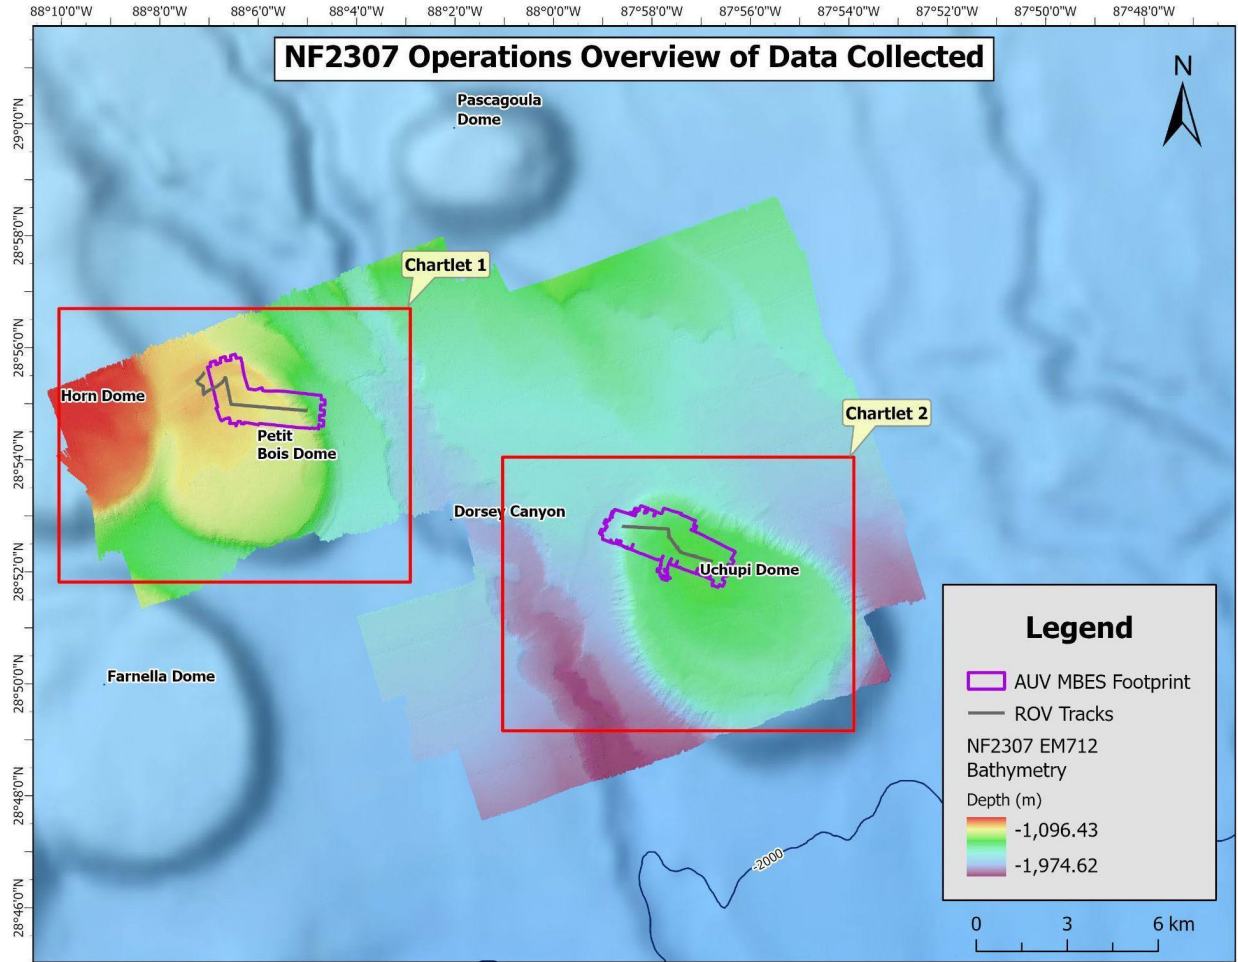 88°10'0"W 88°8'0"W 88°6'0"W 88°4'0"W 88°2'0"W 88°0'0"W 87°58'0"W 87°56'0"W 87°54'0"W 87°52'0"W 87°50'0"W 87°48'0"W
NF2307 Operations Overview of Data Collected
N
Pascagoula
Dome
29°0'0"N
28°58'0"N
Chartlet 1
28°56'0"N
Horn Dome
Chartlet 2
Petit
Bois Dome
28°54'0"N
Dorsey Canyon
28°52'0"N
Uchupi Dome
Farnella Dome
28°50'0"N
28°48'0"N
28°46'0"N
-2000
Legend
AUV MBES Footprint
ROV Tracks
NF2307 EM712
Bathymetry
Depth (m)
-1,096.43
-1,974.62
0 3 6 km